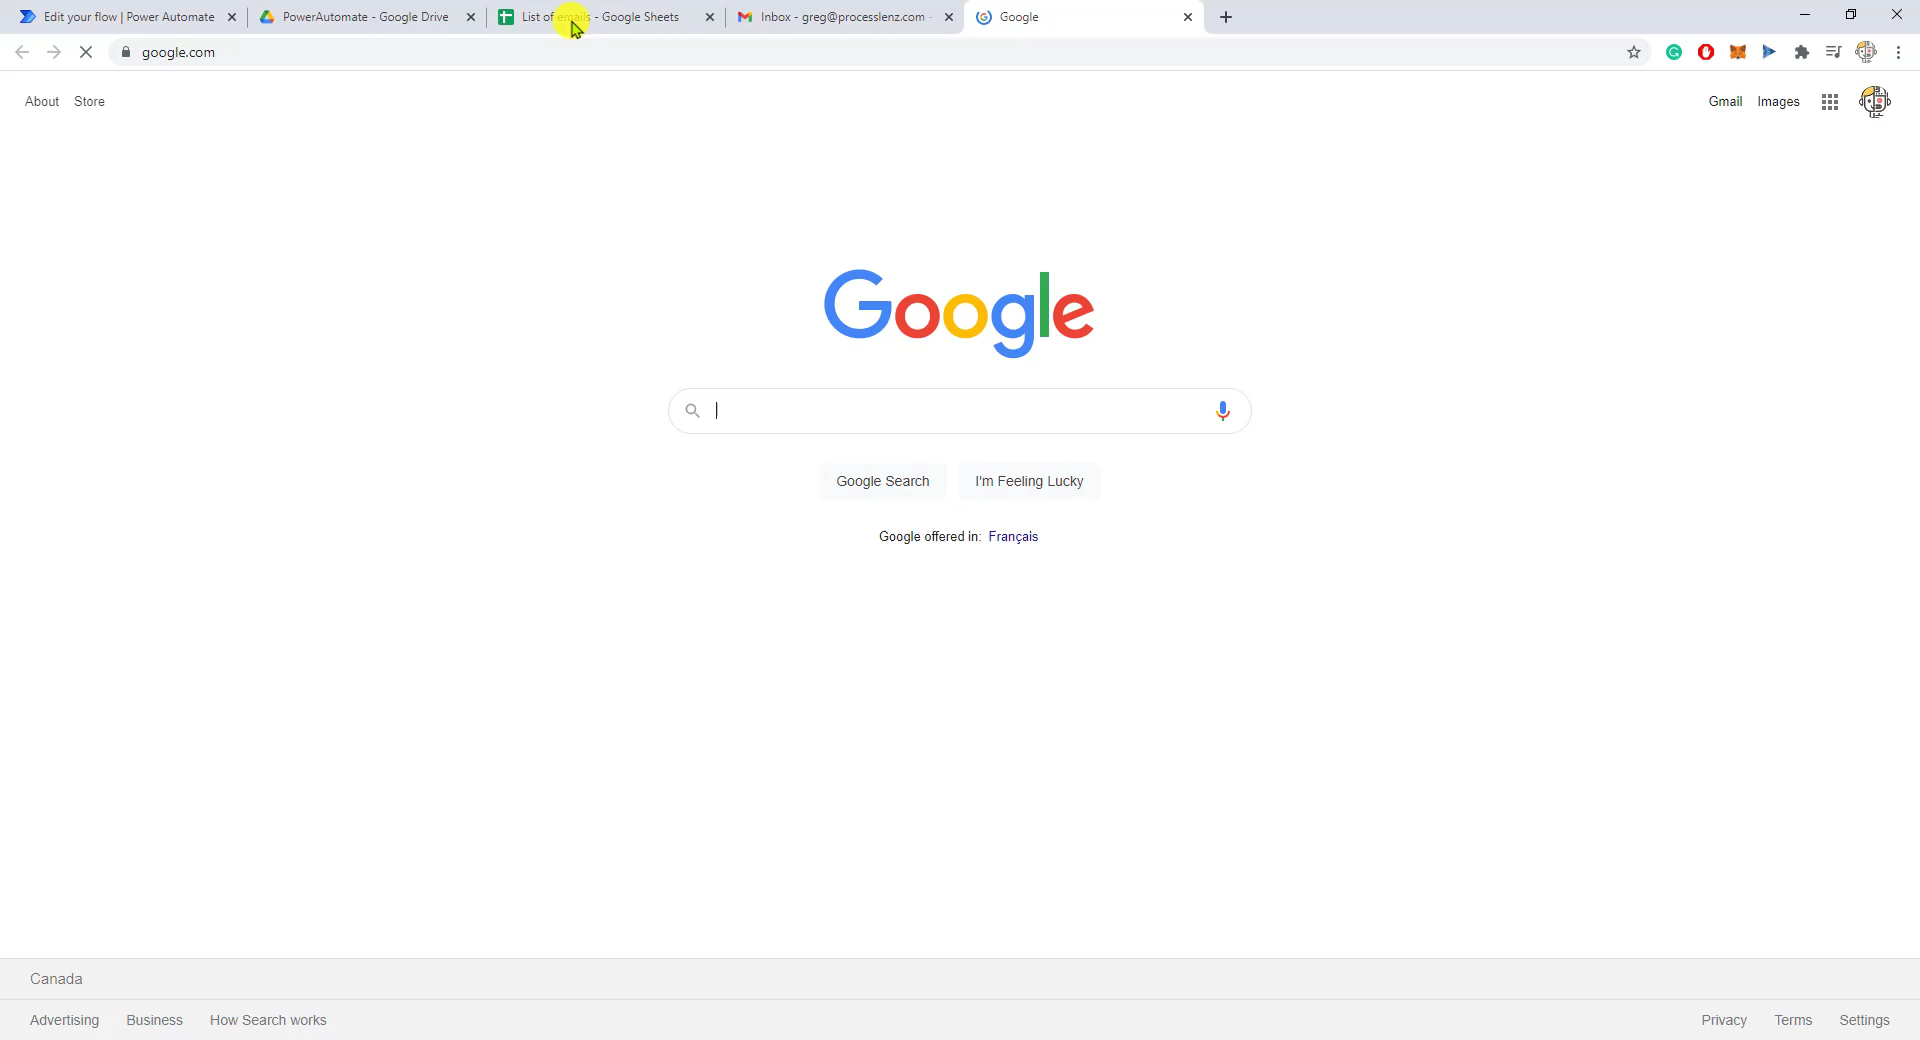 Edit your flow | Power Automate
PowerAutomate - Google Drive
List of emails - Google Sheets
Inbox - greg@processlenz.com -
Google
google.com
About Store
Gmail Images
Google
Google Search I'm Feeling Lucky
Google offered in: Français
Canada
Advertising Business How Search works
Privacy Terms Settings